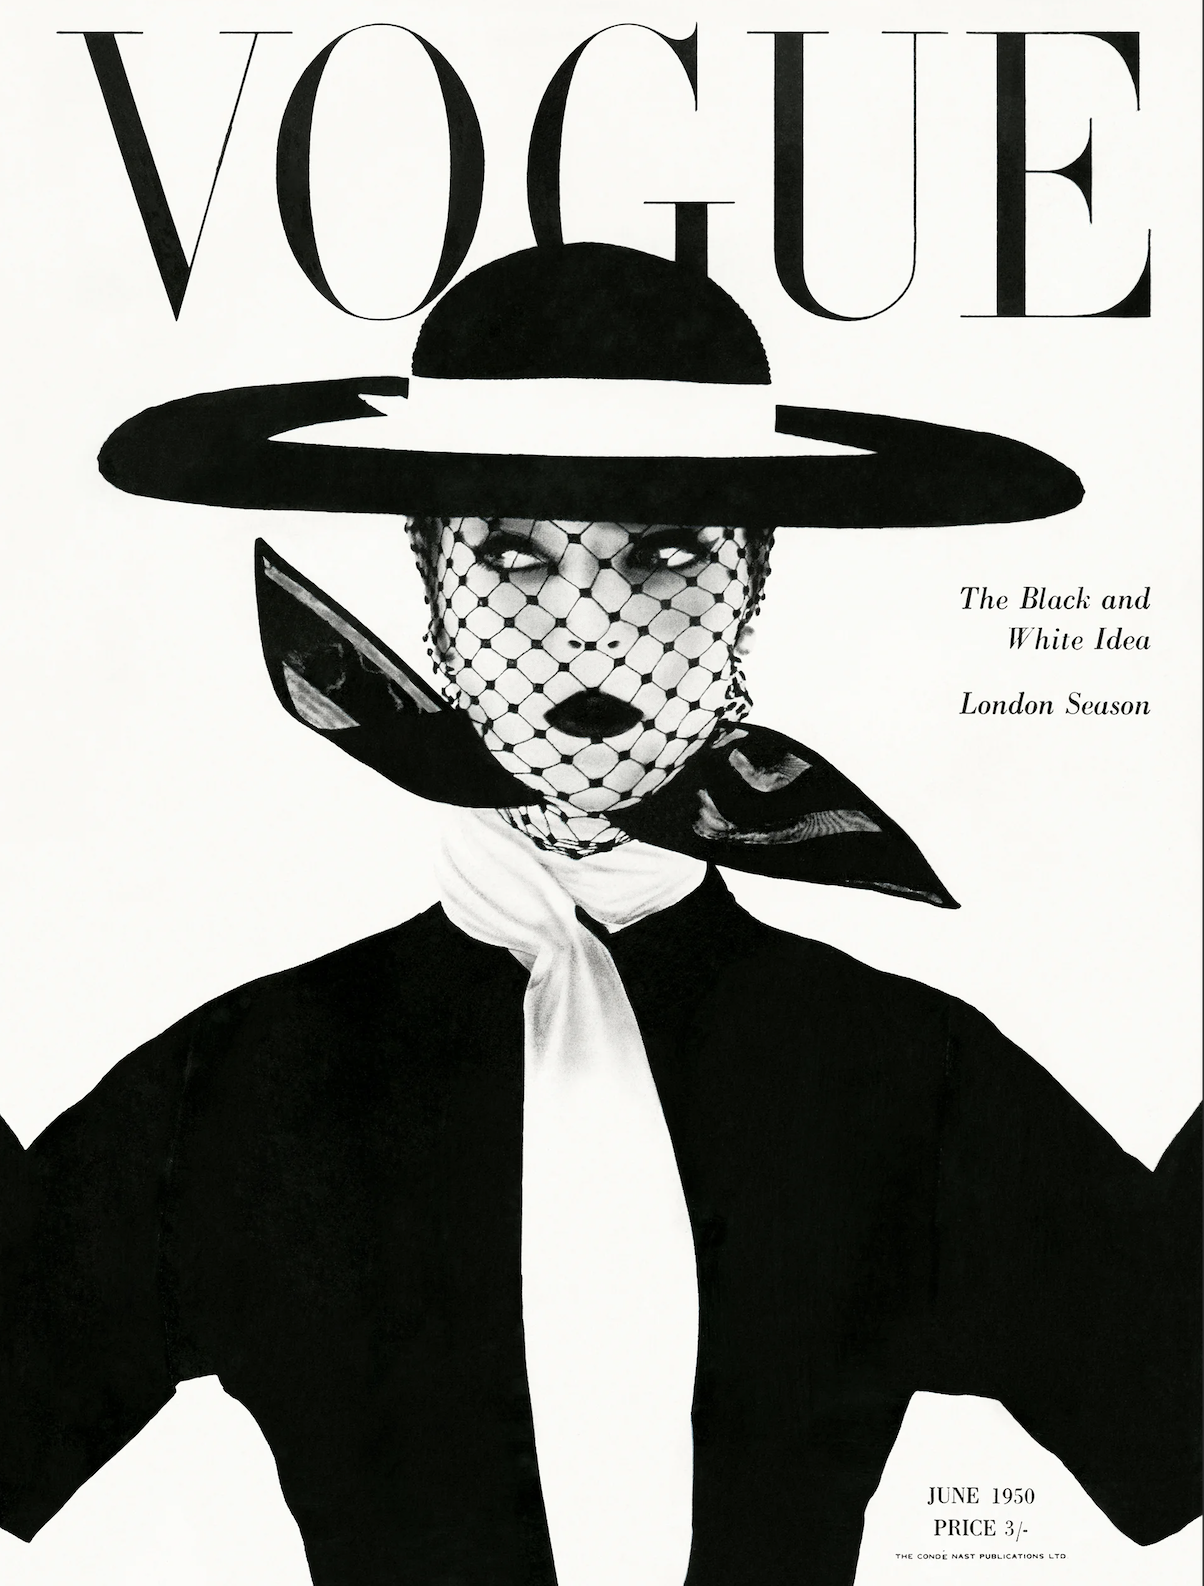 VOGUE
The Black and
White Idea
London Season
JUNE 1950
PRICE 3/-
THE CONDÉ NAST PUBLICATIONS LTD